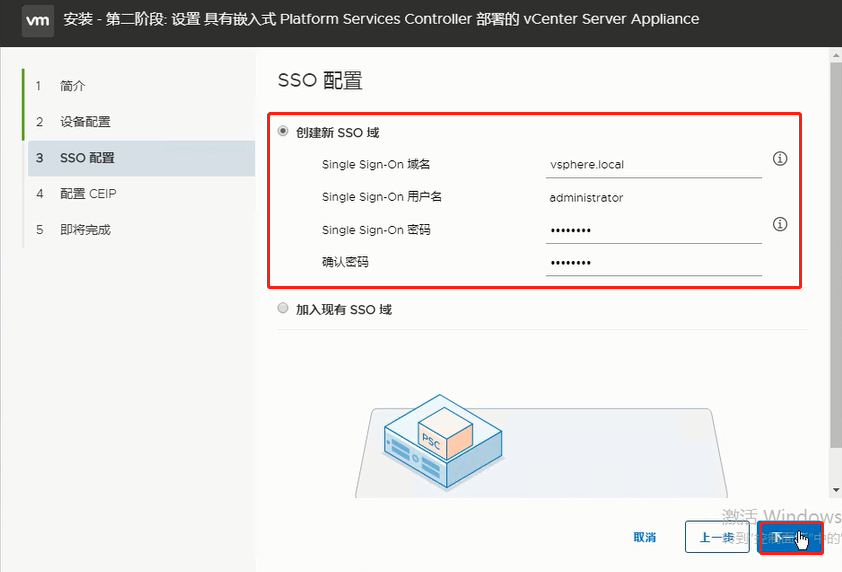 vm 安装 - 第二阶段: 设置 具有嵌入式 Platform Services Controller 部署的 vCenter Server Appliance
1 简介
2 设备配置
3 SSO 配置
4 配置 CEIP
5 即将完成
SSO 配置
创建新 SSO 域
Single Sign-On 域名 vsphere.local
Single Sign-On 用户名 administrator
Single Sign-On 密码 ••••••••
确认密码 ••••••••
加入现有 SSO 域
PSC
激活 Windows
取消 上一步 下